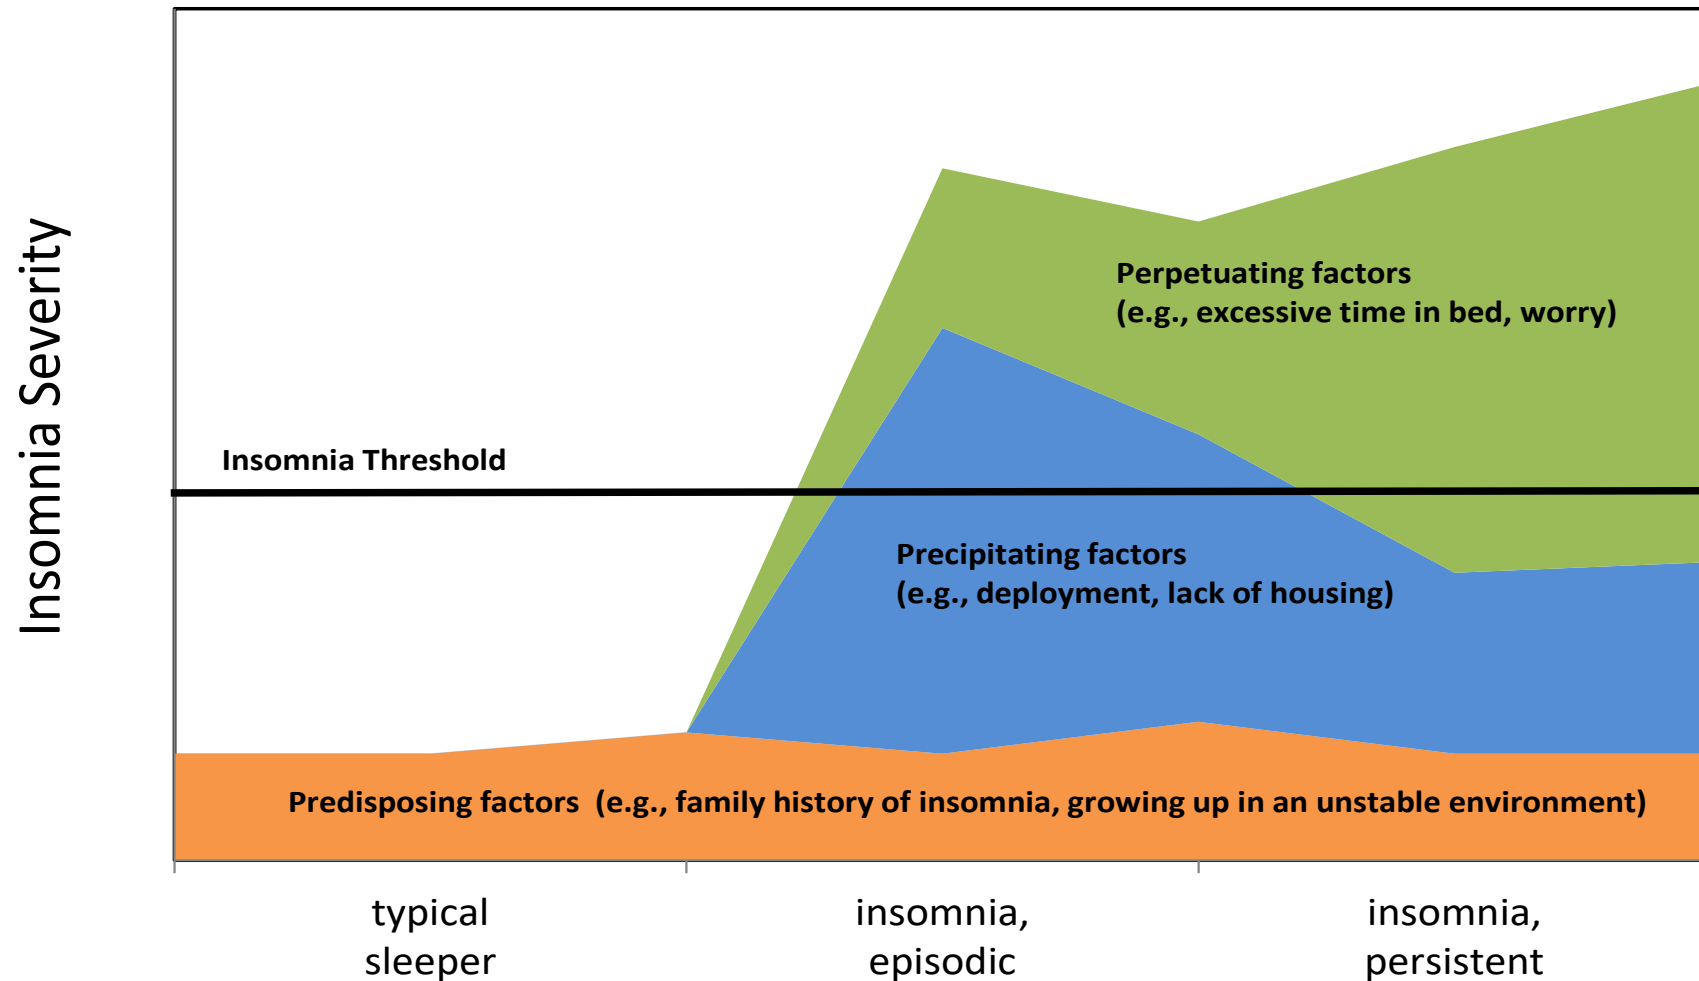 Insomnia Severity
Perpetuating factors
(e.g., excessive time in bed, worry)
Insomnia Threshold
Precipitating factors
(e.g., deployment, lack of housing)
Predisposing factors  (e.g., family history of insomnia, growing up in an unstable environment)
typical
sleeper
insomnia,
episodic
insomnia,
persistent